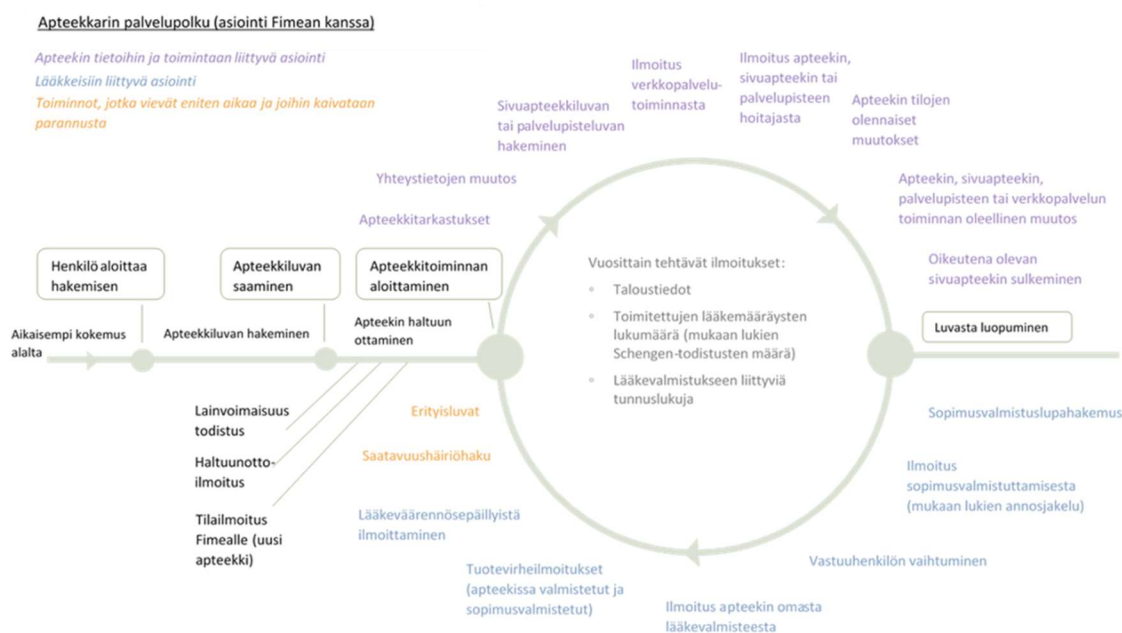 Apteekkarin palvelupolku (asiointi Fimean kanssa)
Apteekin tietoihin ja toimintaan liittyvä asiointi
Lääkkeisiin liittyvä asiointi
Toiminnot, jotka vievät eniten aikaa ja joihin kaivataan
parannusta
Ilmoitus
verkkopalvelu-
toiminnasta
Ilmoitus apteekin,
sivuapteekin tai
palvelupisteen
hoitajasta
Sivuapteekkiluvan
tai palvelupisteluvan
hakeminen
Apteekin tilojen
olennaiset
muutokset
Yhteystietojen muutos
Apteekkitarkastukset
Apteekin, sivuapteekin,
palvelupisteen tai verkkopalvelun
toiminnan oleellinen muutos
Oikeutena olevan
sivuapteekin sulkeminen
Henkilö aloittaa
hakemisen
Apteekkiluvan
saaminen
Apteekkitoiminnan
aloittaminen
Aikaisempi kokemus
alalta
Apteekkiluvan hakeminen
Apteekin haltuun
ottaminen
Vuosittain tehtävät ilmoitukset:
◦ Taloustiedot
◦ Toimitettujen lääkemääräysten
lukumäärä (mukaan lukien
Schengen-todistusten määrä)
◦ Lääkevalmistukseen liittyviä
tunnuslukuja
Luvasta luopuminen
Lainvoimaisuus
todistus
Haltuunotto-
ilmoitus
Tilailmoitus
Fimealle (uusi
apteekki)
Erityisluvat
Saatavuushäiriöhaku
Lääkeväärennösepäillyistä
ilmoittaminen
Tuotevirheilmoitukset
(apteekissa valmistetut ja
sopimusvalmistetut)
Ilmoitus apteekin omasta
lääkevalmisteesta
Vastuuhenkilön vaihtuminen
Ilmoitus
sopimusvalmistuttamisesta
(mukaan lukien annosjakelu)
Sopimusvalmistuslupahakemus